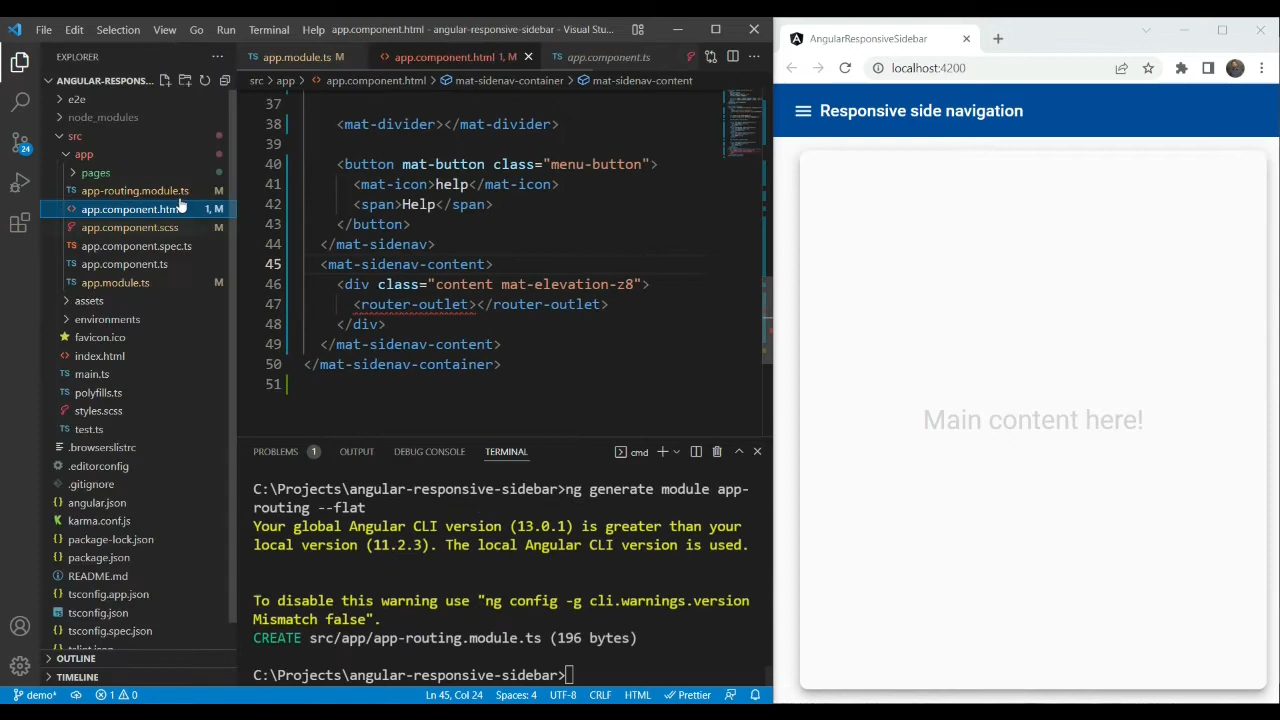 File Edit Selection View Go Run Terminal Help app.component.html - angular-responsive-sidebar - Visual Stu...
EXPLORER
ANGULAR-RESPONS...
e2e
node_modules
src
app
pages
app-routing.module.ts M
app.component.html 1, M
app.component.scss M
app.component.spec.ts
app.component.ts
app.module.ts M
assets
environments
favicon.ico
index.html
main.ts
polyfills.ts
styles.scss
test.ts
.browserslistrc
.editorconfig
.gitignore
angular.json
karma.conf.js
package-lock.json
package.json
README.md
tsconfig.app.json
tsconfig.json
tsconfig.spec.json
tslint.json
OUTLINE
TIMELINE
24
app.module.ts M app.component.html 1, M app.component.ts
src > app > app.component.html > mat-sidenav-container > mat-sidenav-content
37
38 <mat-divider></mat-divider>
39
40 <button mat-button class="menu-button">
41 <mat-icon>help</mat-icon>
42 <span>Help</span>
43 </button>
44 </mat-sidenav>
45 <mat-sidenav-content>
46 <div class="content mat-elevation-z8">
47 <router-outlet></router-outlet>
48 </div>
49 </mat-sidenav-content>
50 </mat-sidenav-container>
51
PROBLEMS 1 OUTPUT DEBUG CONSOLE TERMINAL cmd
C:\Projects\angular-responsive-sidebar>ng generate module app-
routing --flat
Your global Angular CLI version (13.0.1) is greater than your
local version (11.2.3). The local Angular CLI version is used.
To disable this warning use "ng config -g cli.warnings.version
Mismatch false".
CREATE src/app/app-routing.module.ts (196 bytes)
C:\Projects\angular-responsive-sidebar>
demo* 1 0 Ln 45, Col 24 Spaces: 4 UTF-8 CRLF HTML Prettier
AngularResponsiveSidebar
localhost:4200
Responsive side navigation
Main content here!